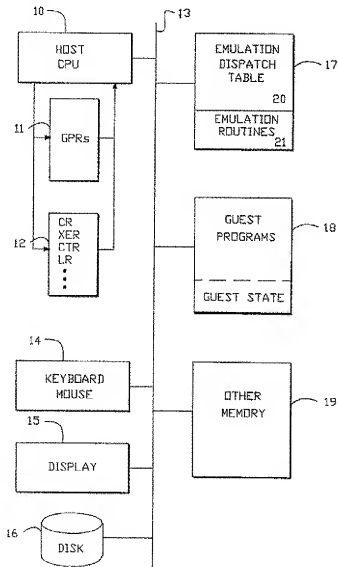 10
HOST
CPU
13
11
GPRs
12
CR
XER
CTR
LR
14
KEYBOARD
MOUSE
15
DISPLAY
16
DISK
EMULATION
DISPATCH
TABLE
20
17
EMULATION
ROUTINES
21
GUEST
PROGRAMS
18
GUEST STATE
OTHER
MEMORY
19